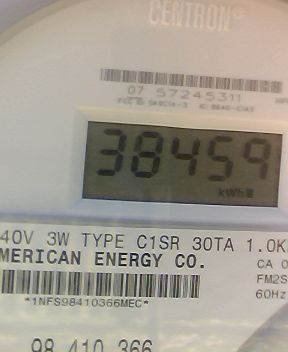 CENTRON®
07 57245311
38459
kWh
40V 3W TYPE C1SR 30TA 1.0K
MERICAN ENERGY CO.
CA 0
FM2S
60Hz
*1NFS98410366MEC*
98 410 366